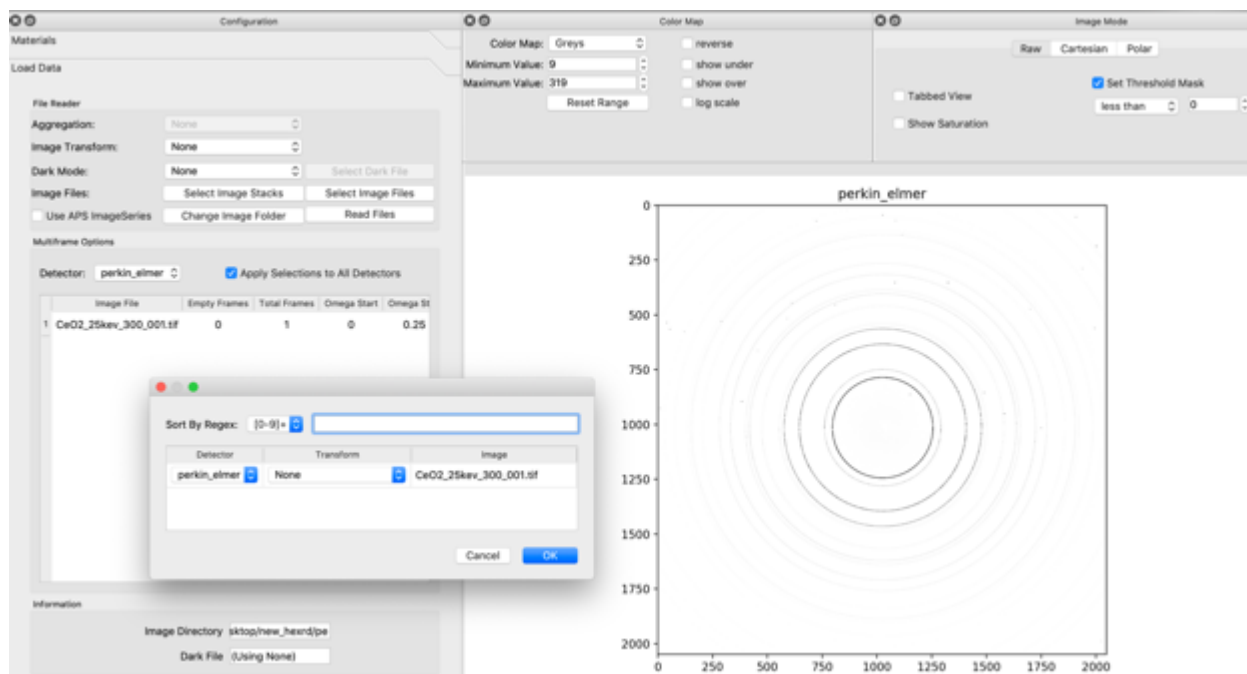 Configuration
Materials
Load Data
File Reader
Aggregation: None
Image Transform: None
Dark Mode: None Select Dark File
Image Files: Select Image Stacks Select Image Files
Use APS ImageSeries Change Image Folder Read Files
Multiframe Options
Detector: perkin_elmer Apply Selections to All Detectors
Image File Empty Frames Total Frames Omega Start Omega St
1 CeO2_25kev_300_001.tif 0 1 0 0.25
Sort By Regex: [0-9]+
Detector Transform Image
perkin_elmer None CeO2_25kev_300_001.tif
Cancel OK
Information
Image Directory sktop/new_hexrd/pe
Dark File (Using None)
Color Map
Color Map: Greys reverse
Minimum Value: 9 show under
Maximum Value: 319 show over
Reset Range log scale
Image Mode
Raw Cartesian Polar
Tabbed View Set Threshold Mask
less than 0
Show Saturation
perkin_elmer
0
250
500
750
1000
1250
1500
1750
2000
0 250 500 750 1000 1250 1500 1750 2000